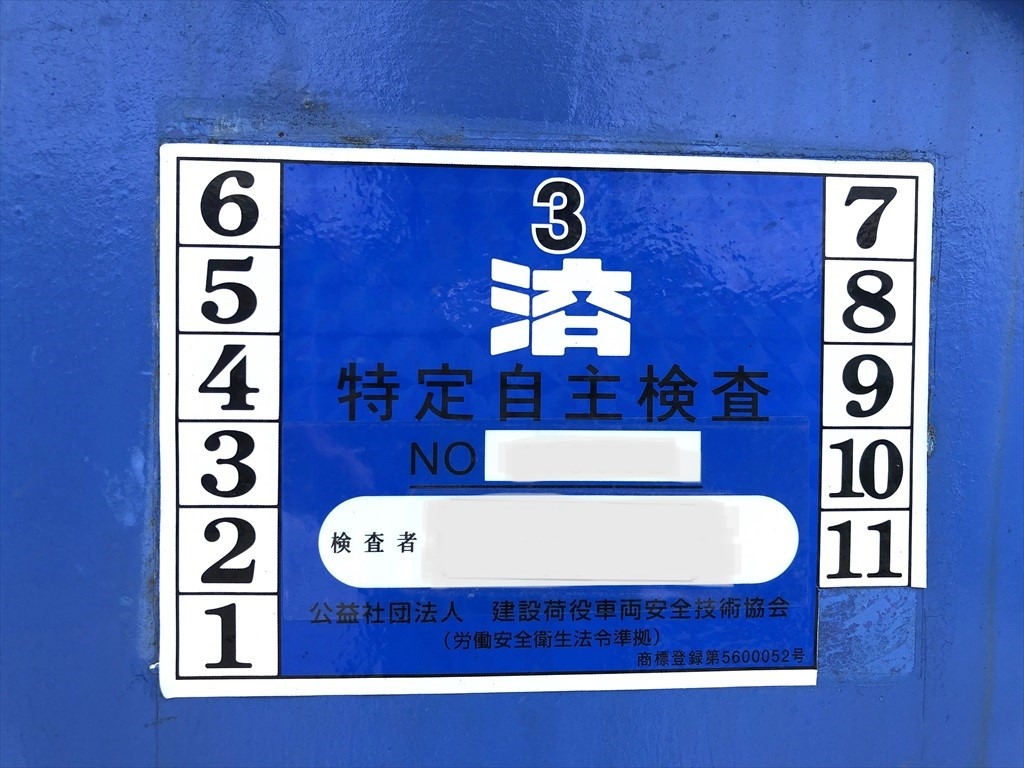 6
5
4
3
2
1
3
済
特定自主検査
NO
検査者
公益社団法人 建設荷役車両安全技術協会
(労働安全衛生法令準拠)
商標登録第5600052号
7
8
9
10
11